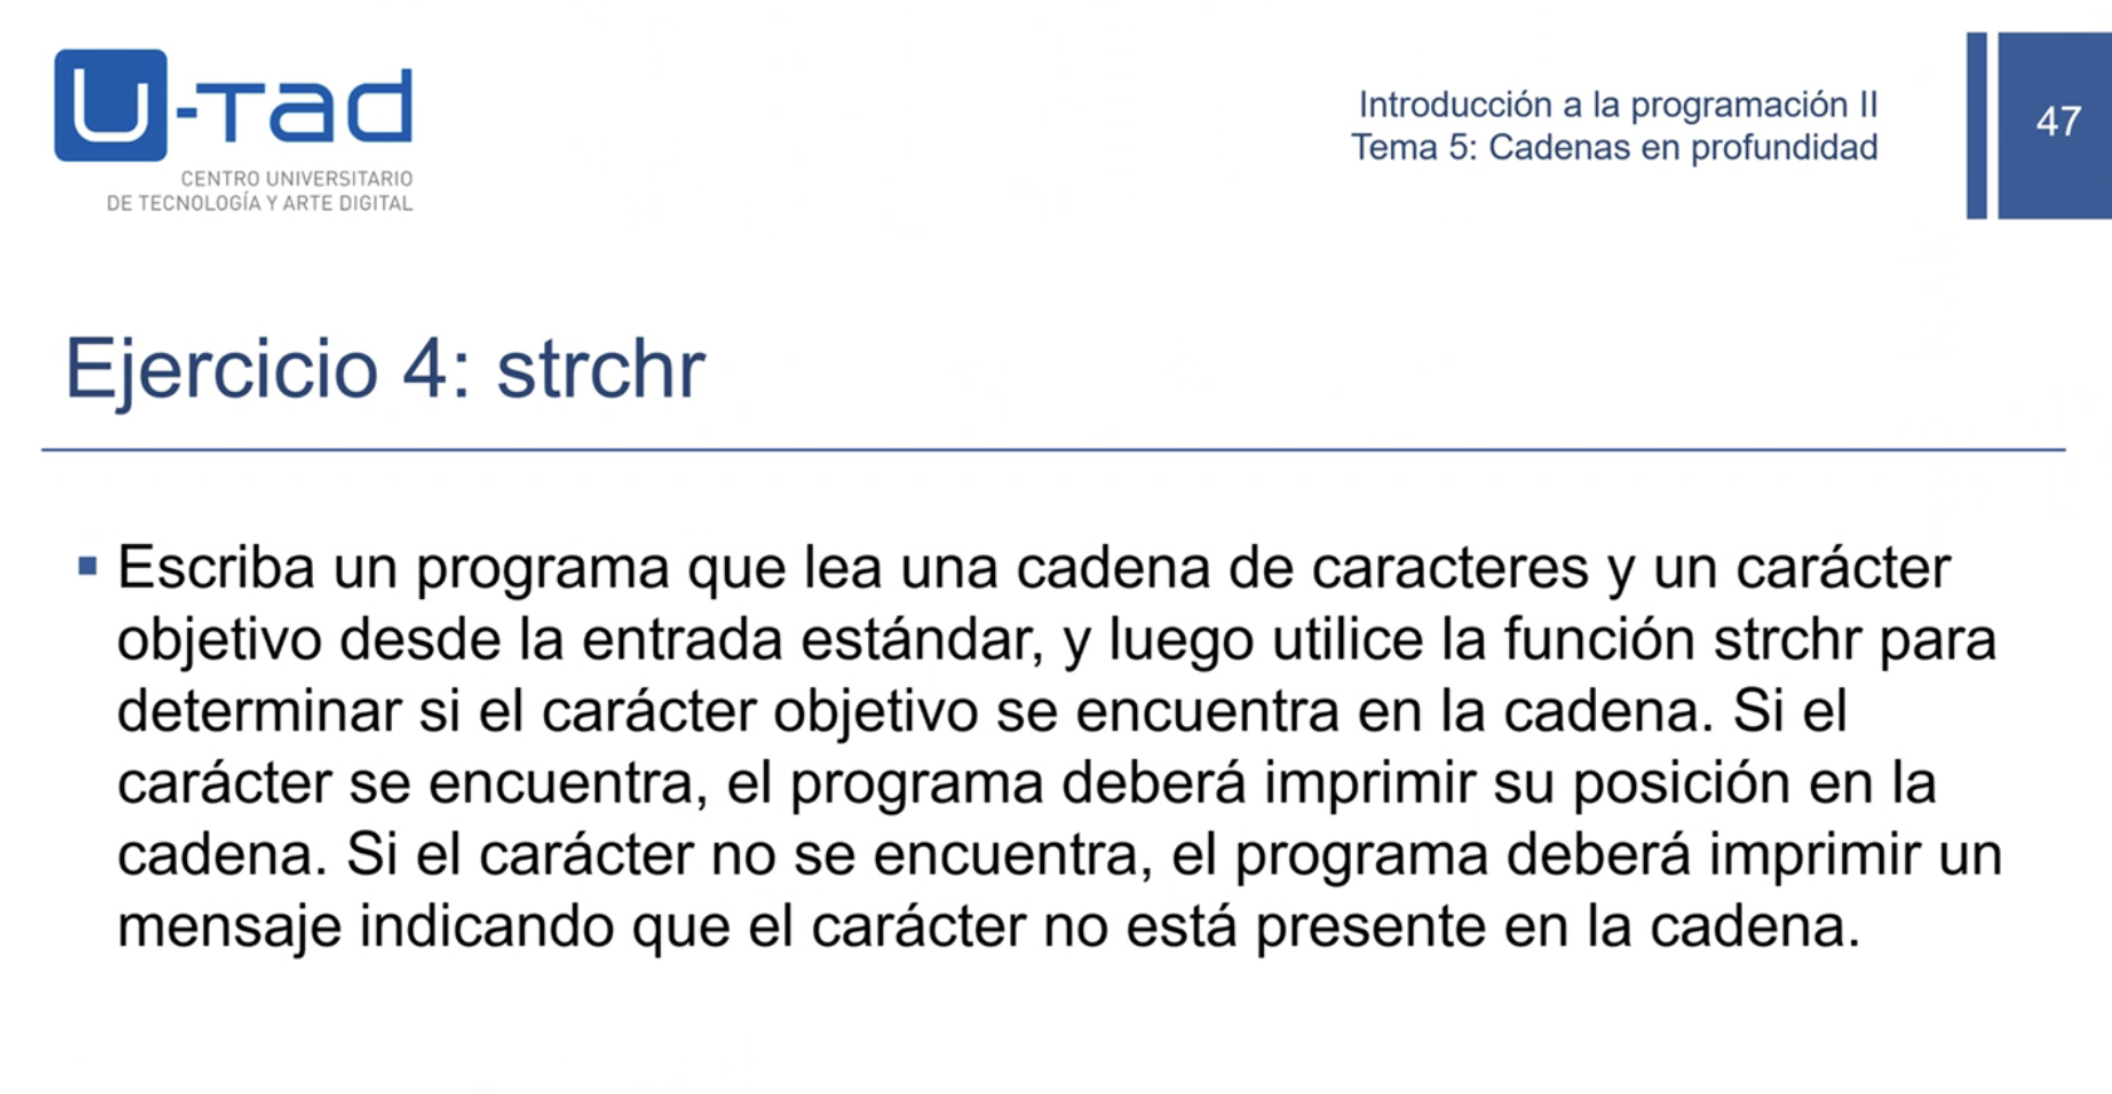 U-tad
CENTRO UNIVERSITARIO
DE TECNOLOGÍA Y ARTE DIGITAL
Introducción a la programación II
Tema 5: Cadenas en profundidad
47
Ejercicio 4: strchr
▪ Escriba un programa que lea una cadena de caracteres y un carácter
objetivo desde la entrada estándar, y luego utilice la función strchr para
determinar si el carácter objetivo se encuentra en la cadena. Si el
carácter se encuentra, el programa deberá imprimir su posición en la
cadena. Si el carácter no se encuentra, el programa deberá imprimir un
mensaje indicando que el carácter no está presente en la cadena.